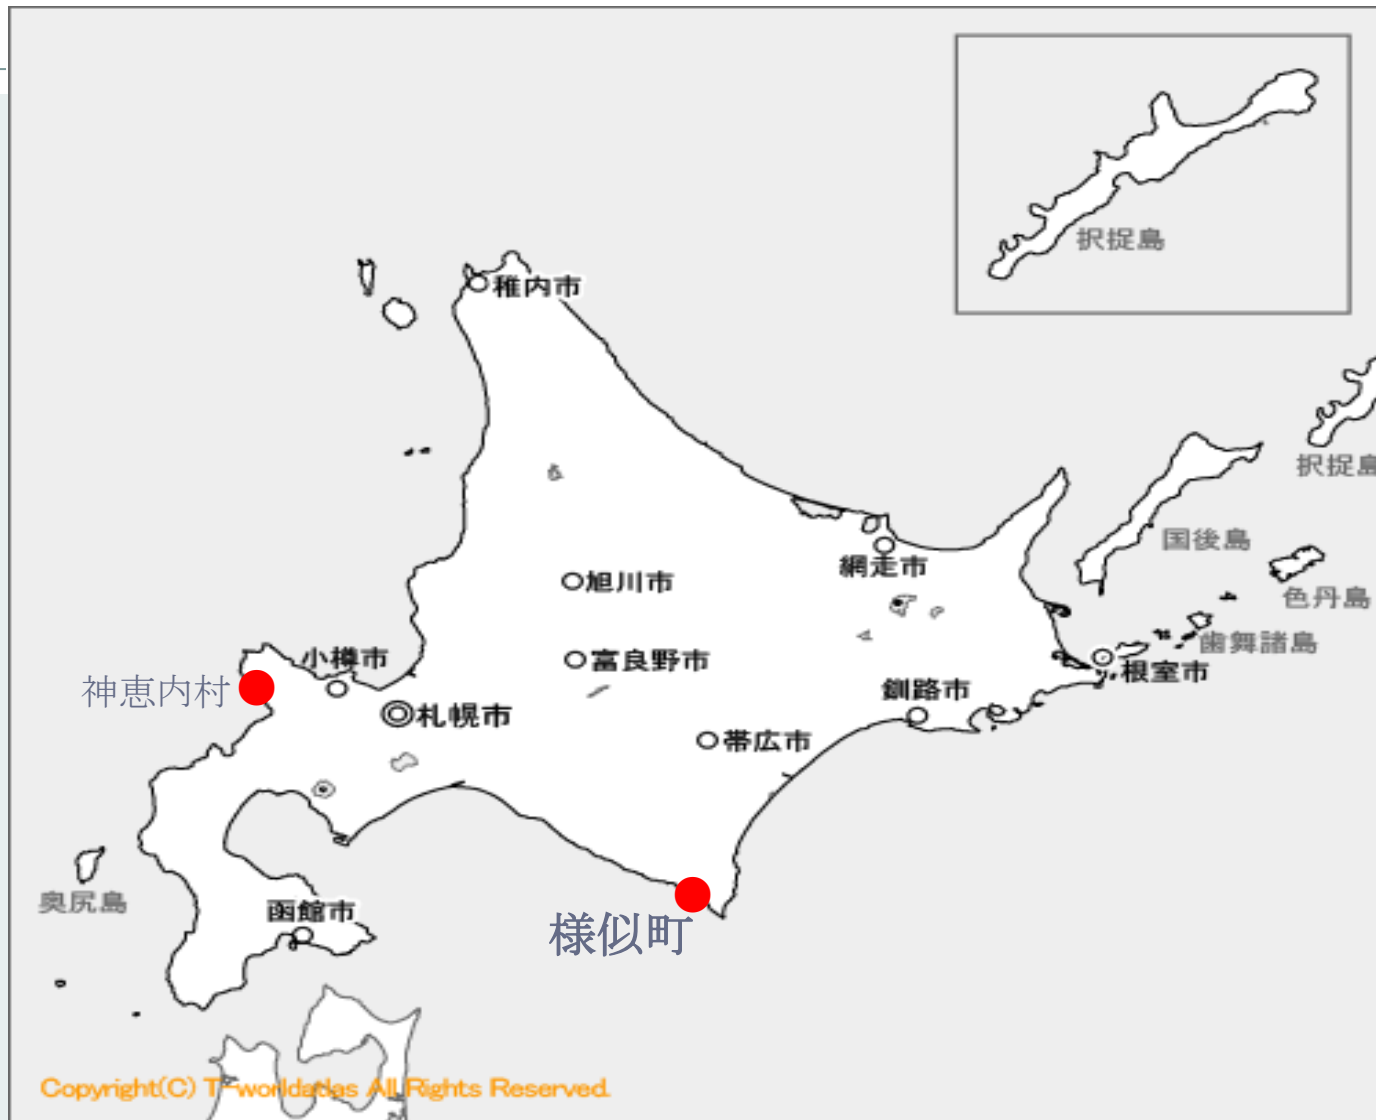 択捉島
稚内市
択捉島
国後島
網走市
旭川市
色丹島
歯舞諸島
小樽市
富良野市
根室市
神恵内村
釧路市
札幌市
帯広市
奥尻島
函館市
様似町
Copyright(C) T-worldatlas All Rights Reserved.